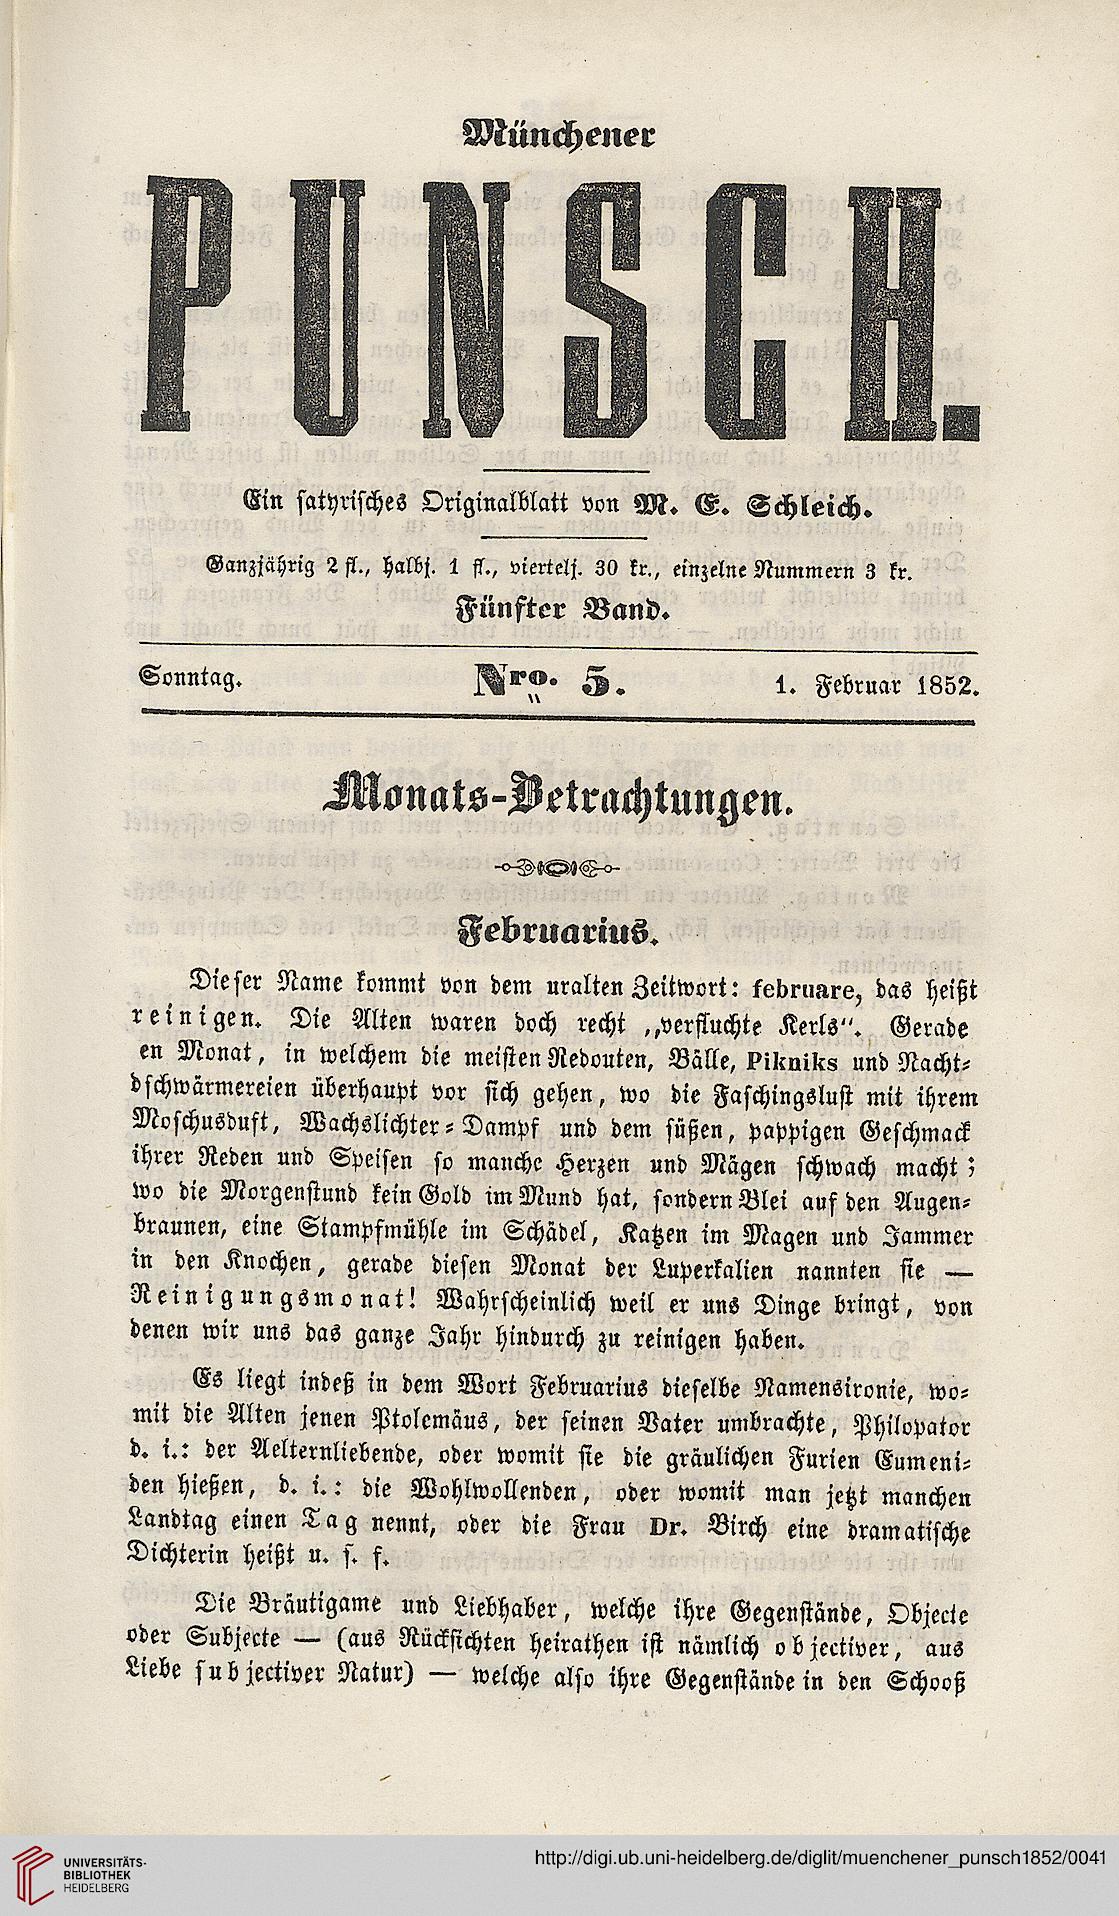 Münchener
PUNSCH.
Ein satyrisches Originalblatt von M. E. Schleich.
Ganzjährig 2 fl., halbj. 1 fl., viertelj. 30 kr., einzelne Nummern 3 kr.
Fünfter Band.
Sonntag. Nro. 5. 1. Februar 1852.
Monats-Betrachtungen.
Februarius.
Dieser Name kommt von dem uralten Zeitwort: februare, das heißt
reinigen. Die Alten waren doch recht „verfluchte Kerls“. Gerade
en Monat, in welchem die meisten Redouten, Bälle, Pikniks und Nacht-
dschwärmereien überhaupt vor sich gehen, wo die Faschingslust mit ihrem
Moschusduft, Wachslichter-Dampf und dem süßen, pappigen Geschmack
ihrer Reden und Speisen so manche Herzen und Mägen schwach macht;
wo die Morgenstund kein Gold im Mund hat, sondern Blei auf den Augen-
braunen, eine Stampfmühle im Schädel, Katzen im Magen und Jammer
in den Knochen, gerade diesen Monat der Luperkalien nannten sie —
Reinigungsmonat! Wahrscheinlich weil er uns Dinge bringt, von
denen wir uns das ganze Jahr hindurch zu reinigen haben.
Es liegt indeß in dem Wort Februarius dieselbe Namensironie, wo-
mit die Alten jenen Ptolemäus, der seinen Vater umbrachte, Philopator
d. i.: der Aelternliebende, oder womit sie die gräulichen Furien Eumeni-
den hießen, d. i.: die Wohlwollenden, oder womit man jetzt manchen
Landtag einen Tag nennt, oder die Frau Dr. Birch eine dramatische
Dichterin heißt u. s. f.
Die Bräutigame und Liebhaber, welche ihre Gegenstände, Objecte
oder Subjecte — (aus Rücksichten heirathen ist nämlich objectiver, aus
Liebe subjectiver Natur) — welche also ihre Gegenstände in den Schooß
UNIVERSITÄTS-
BIBLIOTHEK
HEIDELBERG
http://digi.ub.uni-heidelberg.de/diglit/muenchener_punsch1852/0041